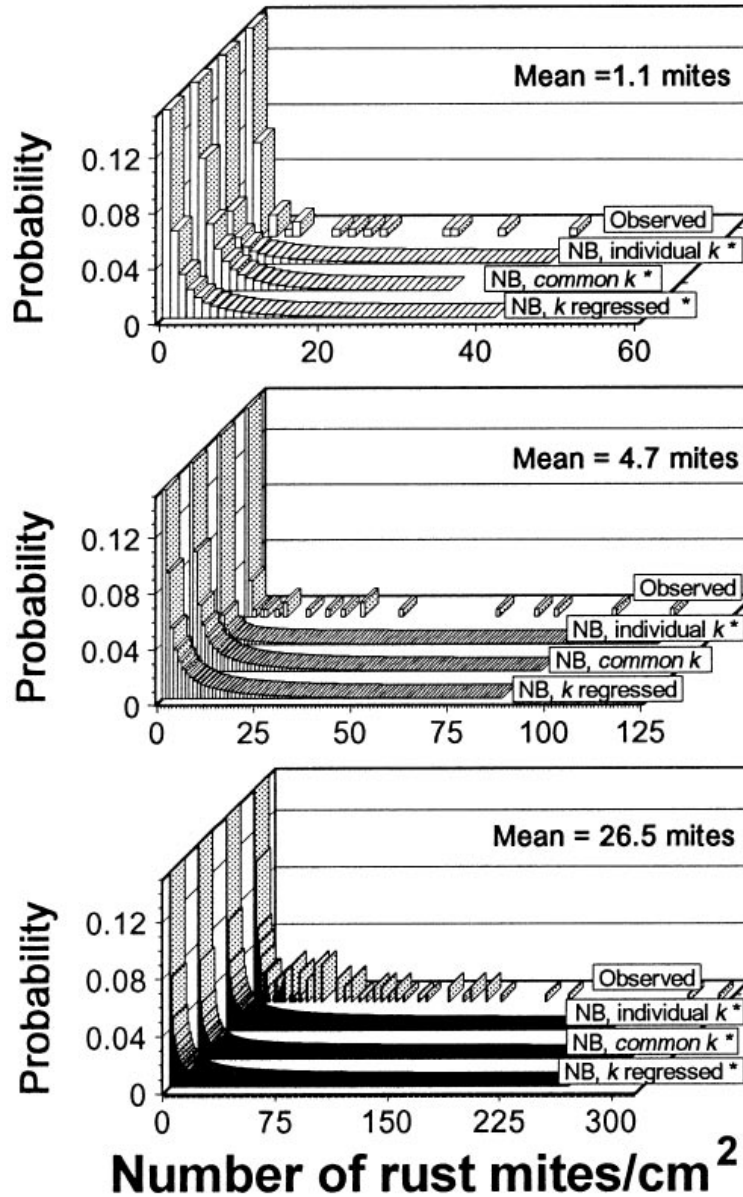 Mean =1.1 mites
Probability
0.12
0.08
0.04
0
Observed
NB, individual k *
NB, common k *
NB, k regressed *
0 20 40 60
Mean = 4.7 mites
Probability
0.12
0.08
0.04
0
Observed
NB, individual k *
NB, common k
NB, k regressed
0 25 50 75 100 125
Mean = 26.5 mites
Probability
0.12
0.08
0.04
0
Observed
NB, individual k *
NB, common k *
NB, k regressed *
0 75 150 225 300
Number of rust mites/cm²